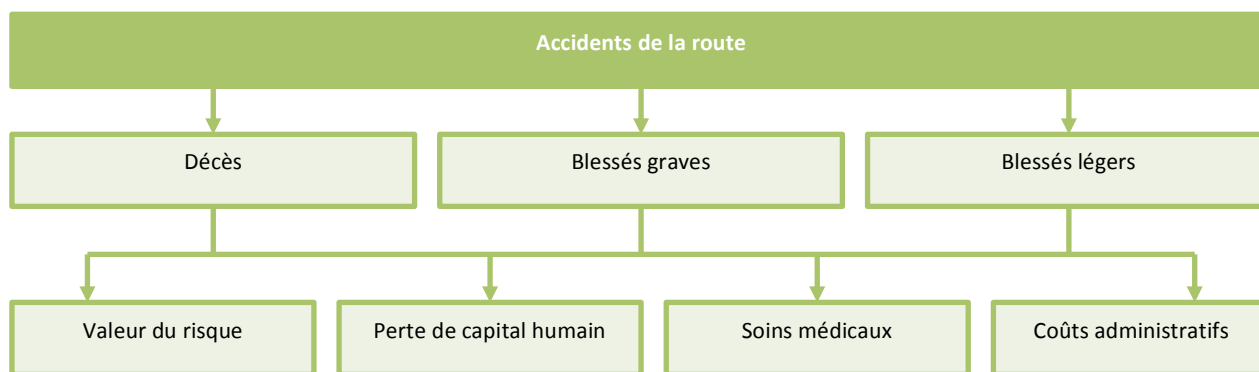 Accidents de la route
Décès
Blessés graves
Blessés légers
Valeur du risque
Perte de capital humain
Soins médicaux
Coûts administratifs